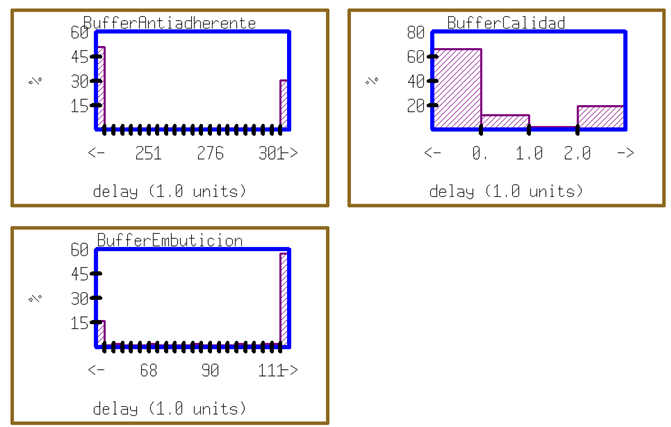 BufferAntiadherente
60
45
30
15
%
<- 251 276 301->
delay (1.0 units)
BufferCalidad
80
60
40
20
%
<- 0. 1.0 2.0 ->
delay (1.0 units)
BufferEmbuticion
60
45
30
15
%
<- 68 90 111->
delay (1.0 units)